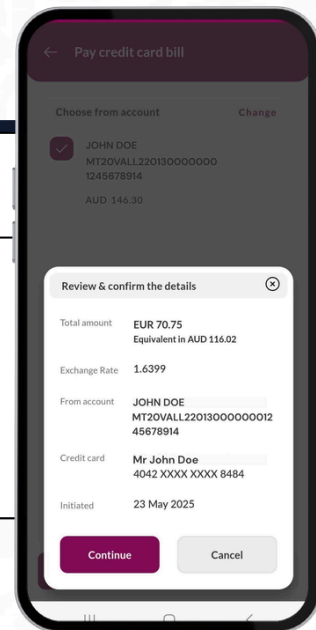 Pay credit card bill
Choose from account Change
JOHN DOE
MT20VALL220130000000
1245678914
AUD 146.30
Review & confirm the details
Total amount EUR 70.75
Equivalent in AUD 116.02
Exchange Rate 1.6399
From account JOHN DOE
MT20VALL22013000000012
45678914
Credit card Mr John Doe
4042 XXXX XXXX 8484
Initiated 23 May 2025
Continue Cancel